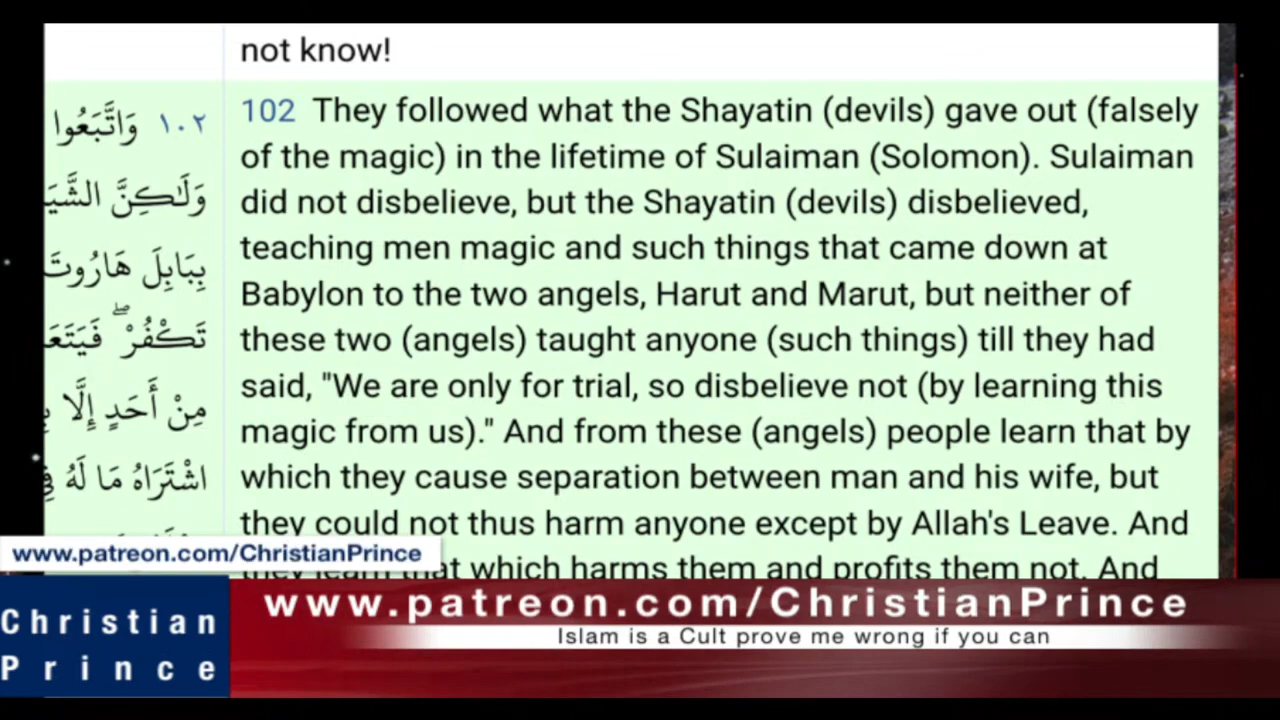 not know!
102 They followed what the Shayatin (devils) gave out (falsely
of the magic) in the lifetime of Sulaiman (Solomon). Sulaiman
did not disbelieve, but the Shayatin (devils) disbelieved,
teaching men magic and such things that came down at
Babylon to the two angels, Harut and Marut, but neither of
these two (angels) taught anyone (such things) till they had
said, "We are only for trial, so disbelieve not (by learning this
magic from us)." And from these (angels) people learn that by
which they cause separation between man and his wife, but
they could not thus harm anyone except by Allah's Leave. And
they learn that which harms them and profits them not. And
١٠٢ وَاتَّبَعُوا
وَلَٰكِنَّ
بِبَابِلَ هَارُوتَ
تَكْفُرْ ۖ
مِنْ أَحَدٍ إِلَّا
اشْتَرَاهُ مَا لَهُ فِي
www.patreon.com/ChristianPrince
www.patreon.com/ChristianPrince
Islam is a Cult prove me wrong if you can
Christian
Prince